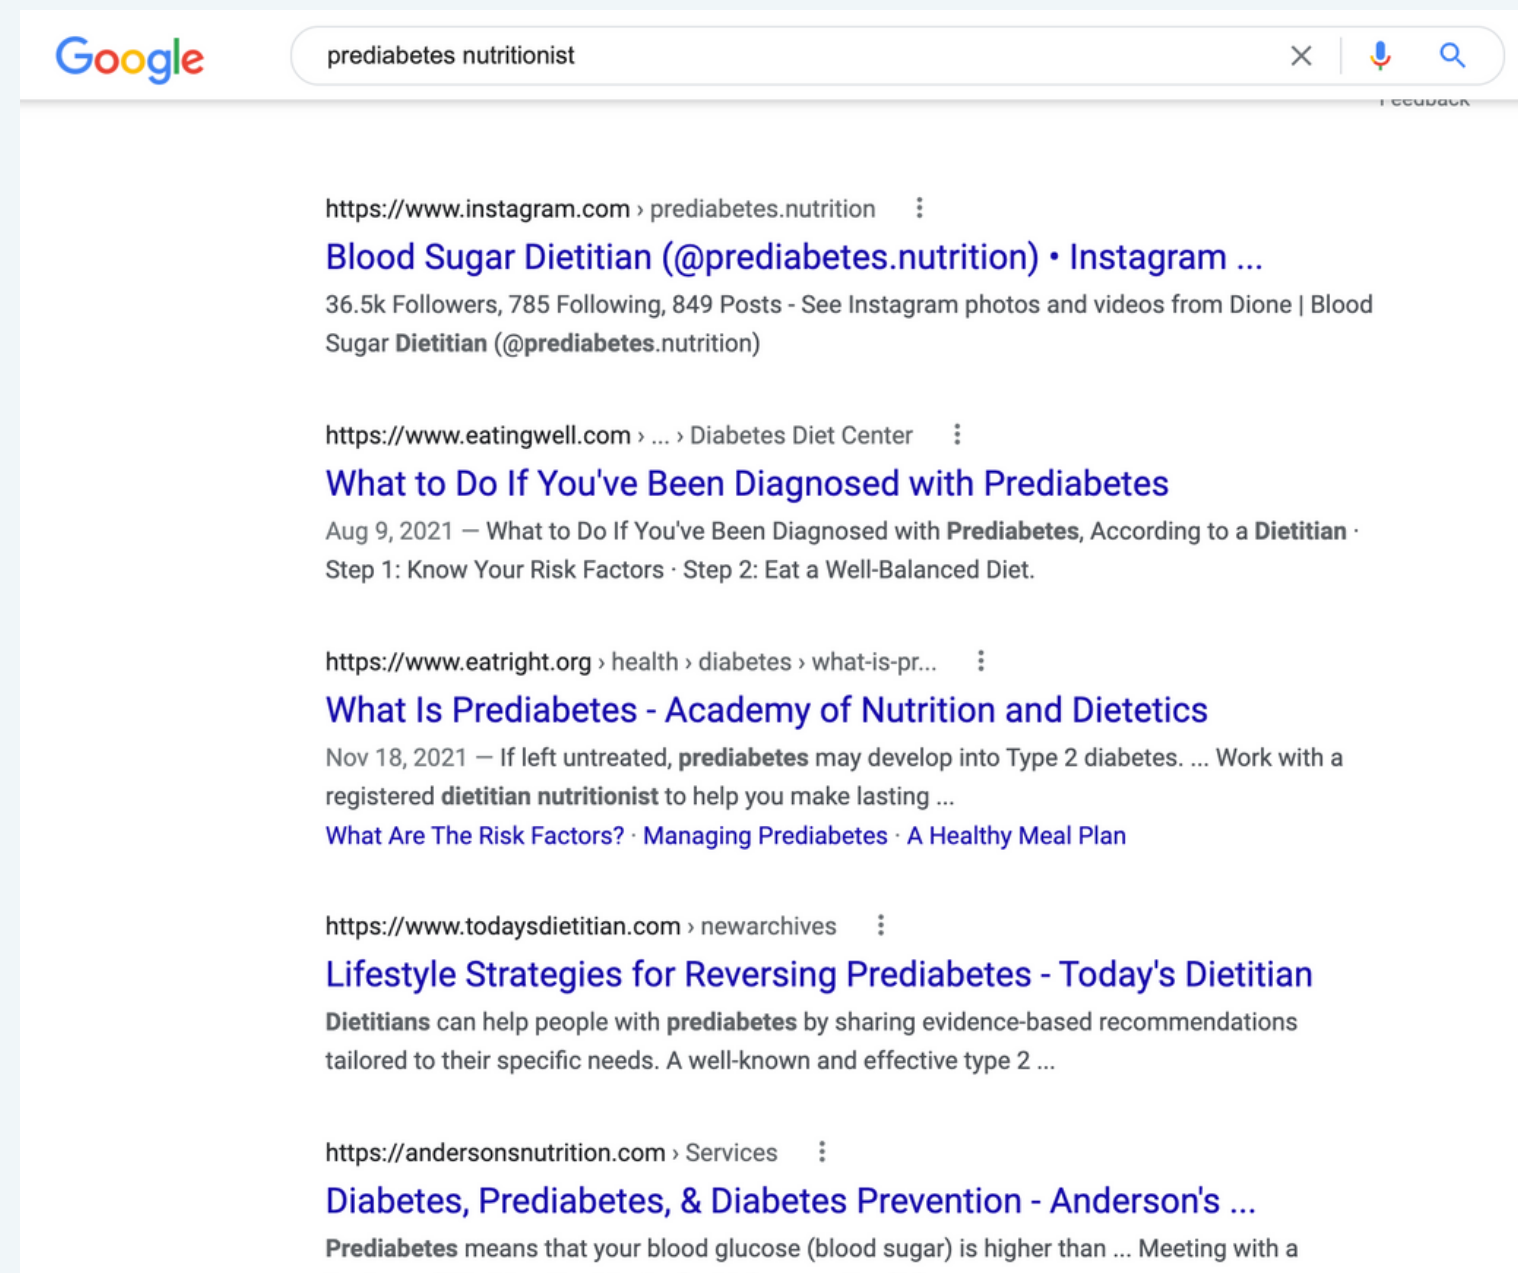 Google
prediabetes nutritionist
Feedback
https://www.instagram.com › prediabetes.nutrition
Blood Sugar Dietitian (@prediabetes.nutrition) • Instagram ...
36.5k Followers, 785 Following, 849 Posts - See Instagram photos and videos from Dione | Blood
Sugar Dietitian (@prediabetes.nutrition)
https://www.eatingwell.com › ... › Diabetes Diet Center
What to Do If You've Been Diagnosed with Prediabetes
Aug 9, 2021 — What to Do If You've Been Diagnosed with Prediabetes, According to a Dietitian ·
Step 1: Know Your Risk Factors · Step 2: Eat a Well-Balanced Diet.
https://www.eatright.org › health › diabetes › what-is-pr...
What Is Prediabetes - Academy of Nutrition and Dietetics
Nov 18, 2021 — If left untreated, prediabetes may develop into Type 2 diabetes. ... Work with a
registered dietitian nutritionist to help you make lasting ...
What Are The Risk Factors? · Managing Prediabetes · A Healthy Meal Plan
https://www.todaysdietitian.com › newarchives
Lifestyle Strategies for Reversing Prediabetes - Today's Dietitian
Dietitians can help people with prediabetes by sharing evidence-based recommendations
tailored to their specific needs. A well-known and effective type 2 ...
https://andersonsnutrition.com › Services
Diabetes, Prediabetes, & Diabetes Prevention - Anderson's ...
Prediabetes means that your blood glucose (blood sugar) is higher than ... Meeting with a